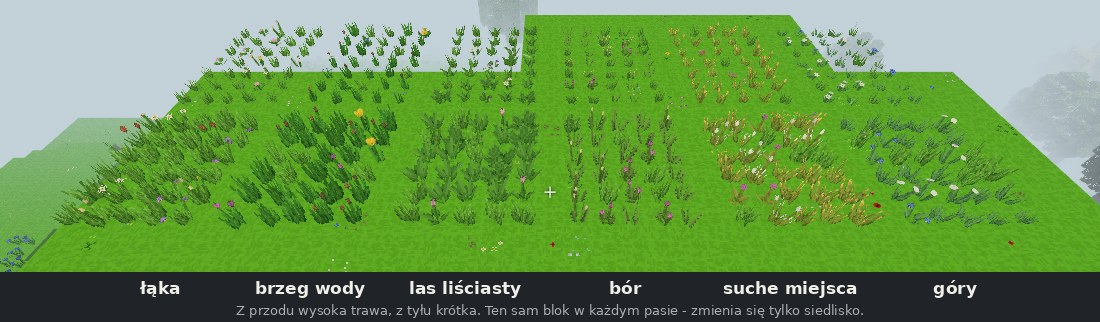 łąka brzeg wody las liściasty bór suche miejsca góry
Z przodu wysoka trawa, z tyłu krótka. Ten sam blok w każdym pasie - zmienia się tylko siedlisko.